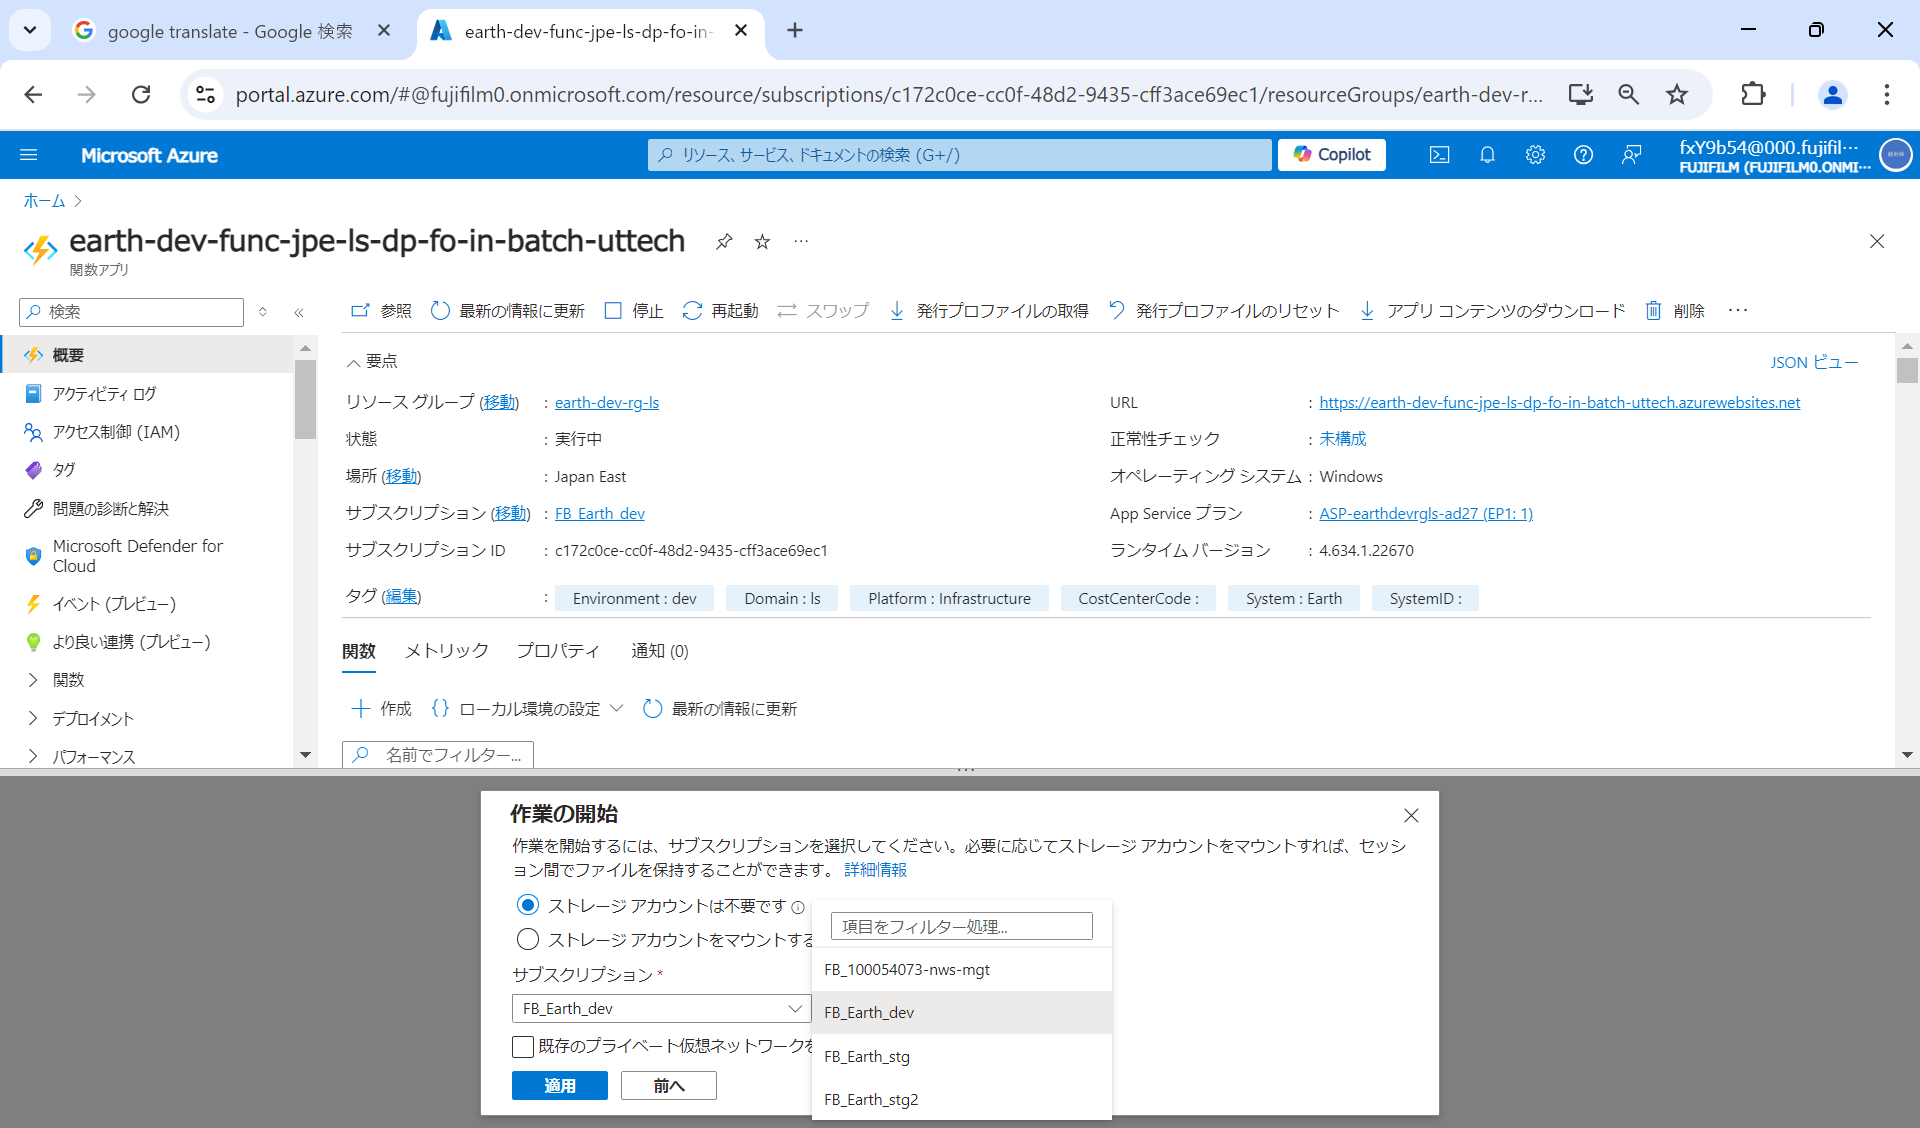 google translate - Google 検索
earth-dev-func-jpe-ls-dp-fo-in-
portal.azure.com/#@fujifilm0.onmicrosoft.com/resource/subscriptions/c172c0ce-cc0f-48d2-9435-cff3ace69ec1/resourceGroups/earth-dev-r...
Microsoft Azure
リソース、サービス、ドキュメントの検索 (G+/)
Copilot
fxY9b54@000.fujifil…
FUJIFILM (FUJIFILM0.ONMI…
ホーム
earth-dev-func-jpe-ls-dp-fo-in-batch-uttech
関数アプリ
検索
参照
最新の情報に更新
停止
再起動
スワップ
発行プロファイルの取得
発行プロファイルのリセット
アプリ コンテンツのダウンロード
削除
概要
アクティビティ ログ
アクセス制御 (IAM)
タグ
問題の診断と解決
Microsoft Defender for
Cloud
イベント (プレビュー)
より良い連携 (プレビュー)
関数
デプロイメント
パフォーマンス
要点
JSON ビュー
リソース グループ (移動) : earth-dev-rg-ls
状態 : 実行中
場所 (移動) : Japan East
サブスクリプション (移動) : FB_Earth_dev
サブスクリプション ID : c172c0ce-cc0f-48d2-9435-cff3ace69ec1
URL : https://earth-dev-func-jpe-ls-dp-fo-in-batch-uttech.azurewebsites.net
正常性チェック : 未構成
オペレーティング システム : Windows
App Service プラン : ASP-earthdevrgls-ad27 (EP1: 1)
ランタイム バージョン : 4.634.1.22670
タグ (編集) : Environment : dev Domain : ls Platform : Infrastructure CostCenterCode : System : Earth SystemID :
関数 メトリック プロパティ 通知 (0)
作成 ローカル環境の設定 最新の情報に更新
名前でフィルター...
作業の開始
作業を開始するには、サブスクリプションを選択してください。必要に応じてストレージ アカウントをマウントすれば、セッ
ション間でファイルを保持することができます。 詳細情報
ストレージ アカウントは不要です
ストレージ アカウントをマウントする
サブスクリプション *
FB_Earth_dev
既存のプライベート仮想ネットワークを
適用 前へ
項目をフィルター処理...
FB_100054073-nws-mgt
FB_Earth_dev
FB_Earth_stg
FB_Earth_stg2